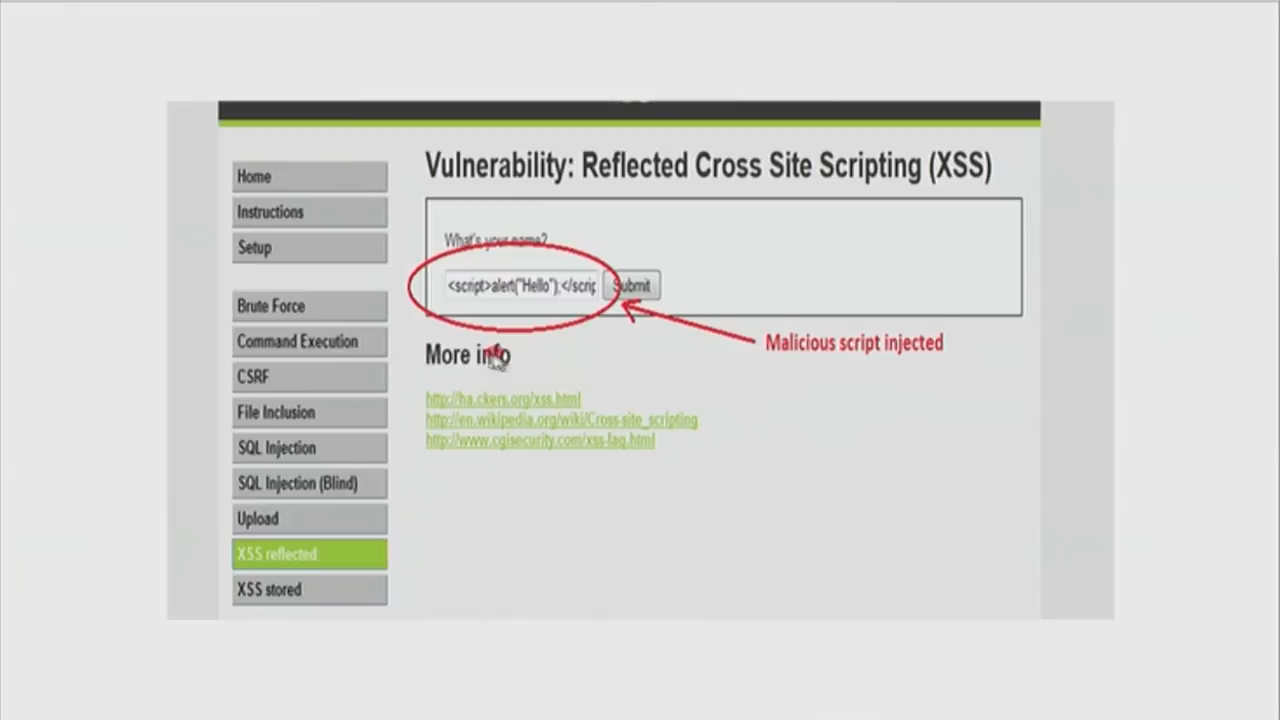 Vulnerability: Reflected Cross Site Scripting (XSS)
Home
Instructions
Setup
Brute Force
Command Execution
CSRF
File Inclusion
SQL Injection
SQL Injection (Blind)
Upload
XSS reflected
XSS stored
What's your name?
<script>alert("Hello");</scrip
Submit
Malicious script injected
More info
http://ha.ckers.org/xss.html
http://en.wikipedia.org/wiki/Cross-site_scripting
http://www.cgisecurity.com/xss-faq.html